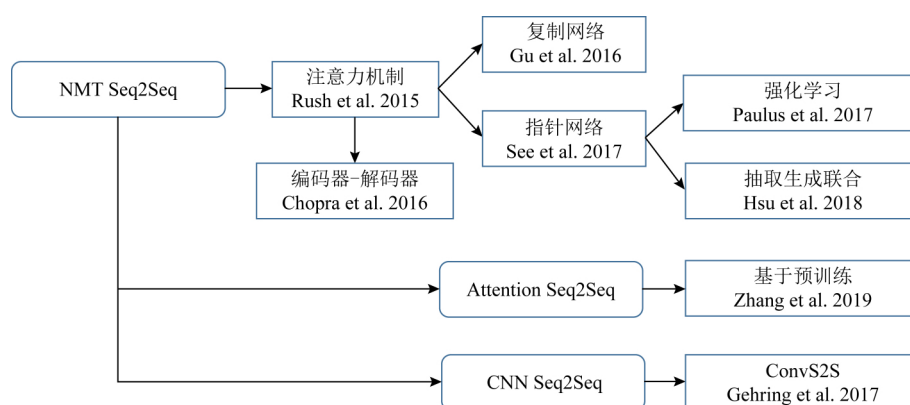 复制网络
Gu et al. 2016
NMT Seq2Seq
注意力机制
Rush et al. 2015
强化学习
Paulus et al. 2017
指针网络
See et al. 2017
编码器-解码器
Chopra et al. 2016
抽取生成联合
Hsu et al. 2018
Attention Seq2Seq
基于预训练
Zhang et al. 2019
CNN Seq2Seq
ConvS2S
Gehring et al. 2017